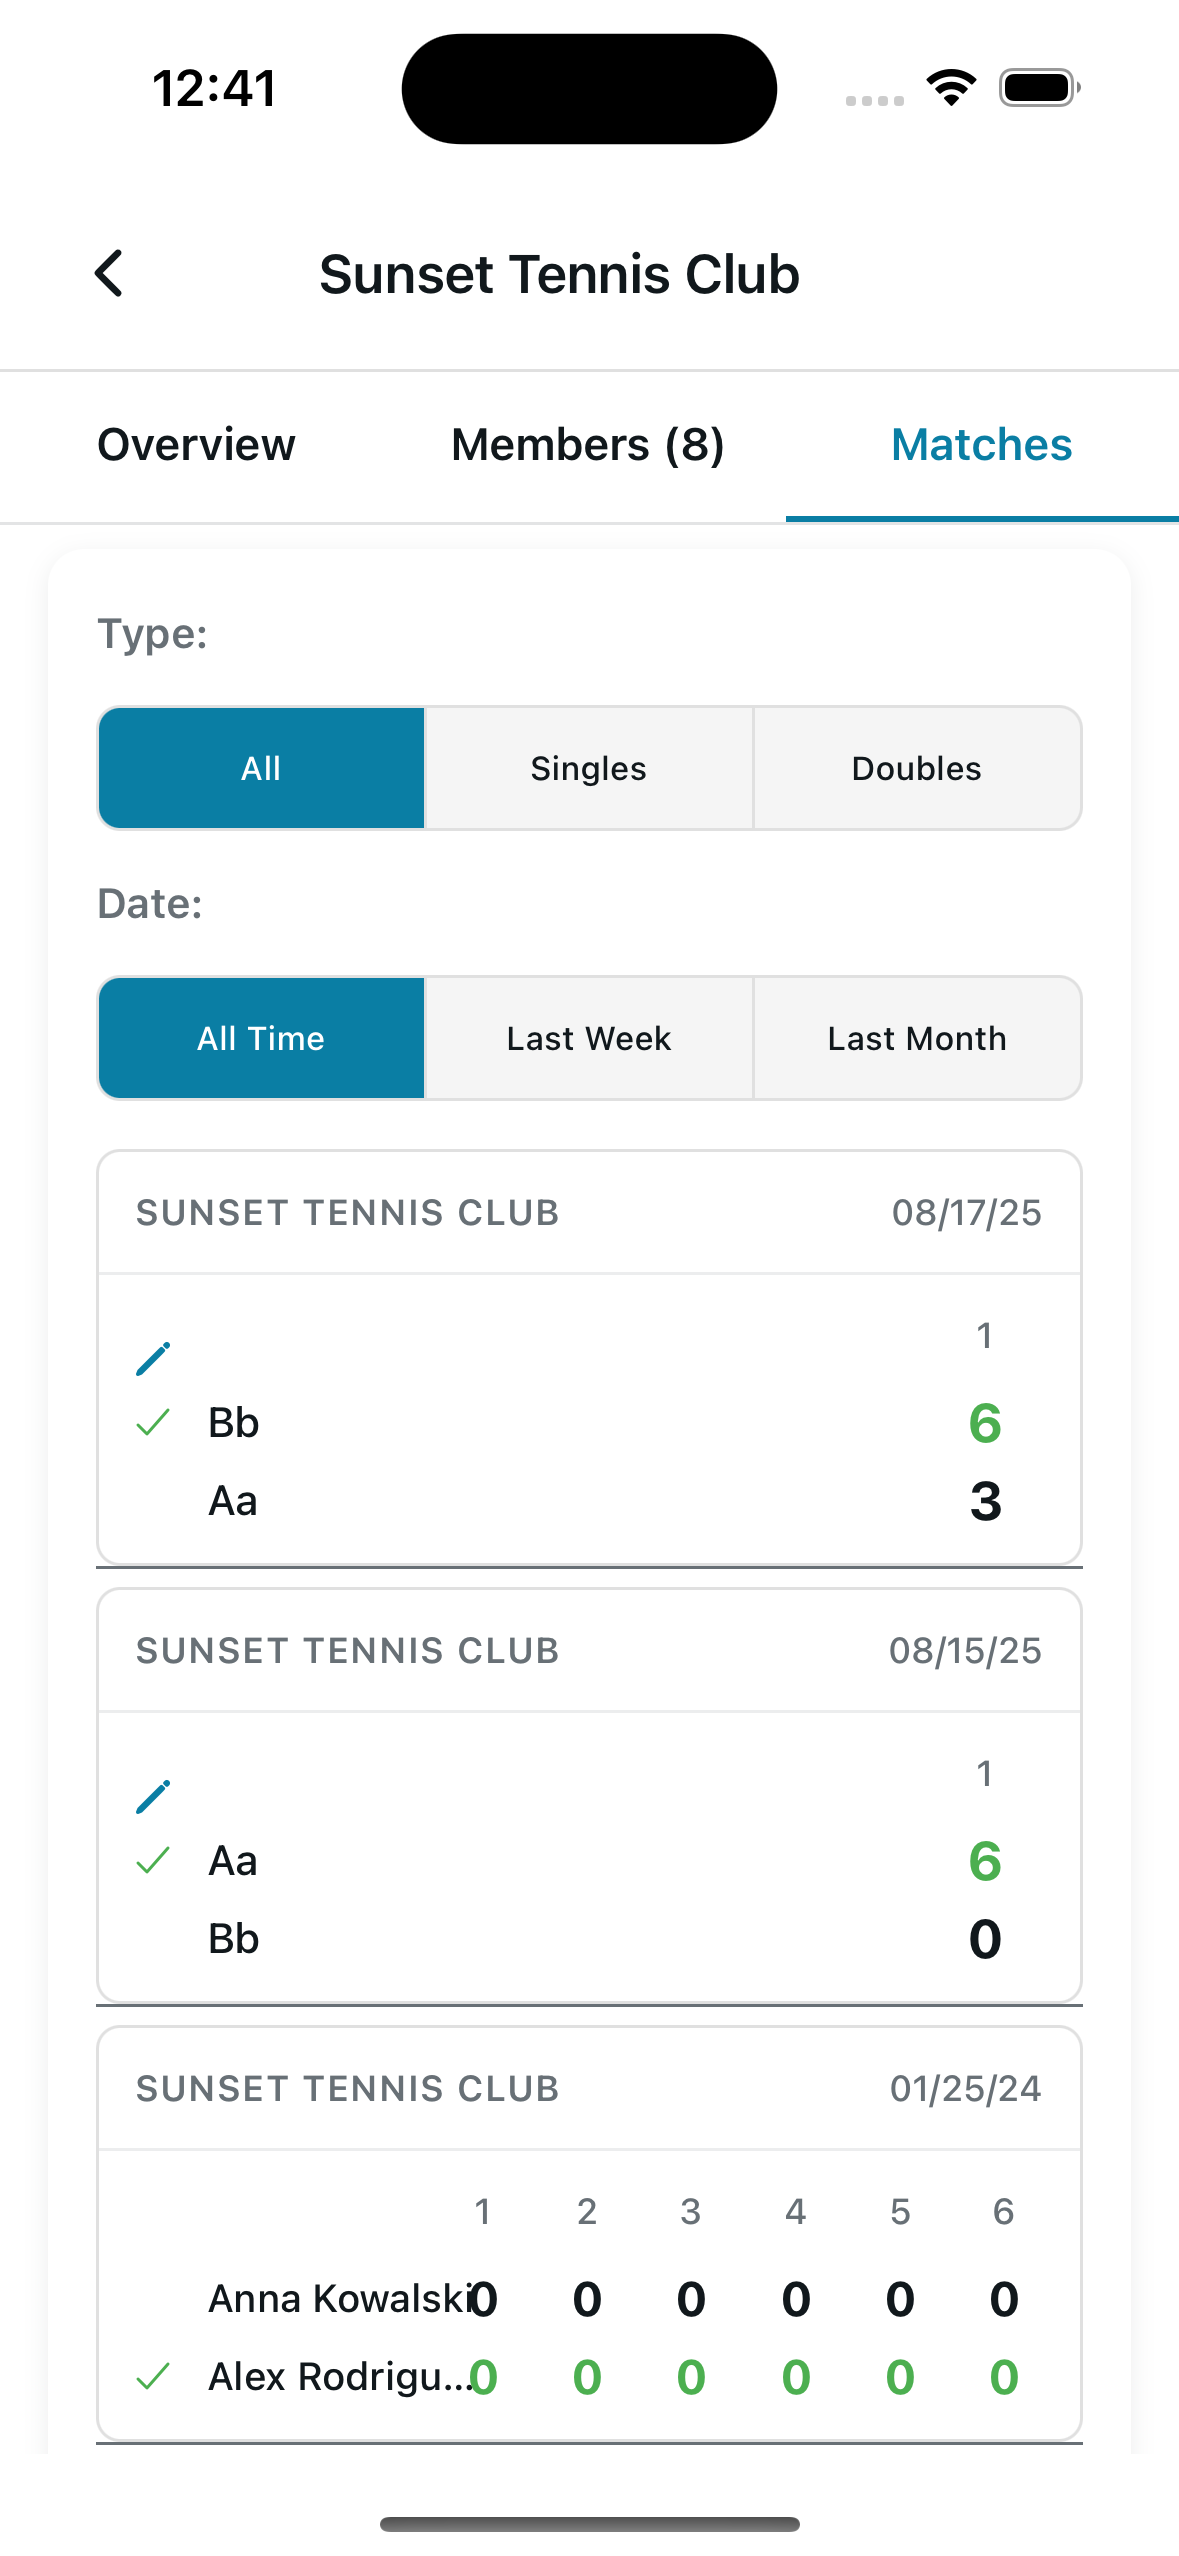 12:41
Sunset Tennis Club
Overview Members (8) Matches
Type:
All Singles Doubles
Date:
All Time Last Week Last Month
SUNSET TENNIS CLUB 08/17/25
1
Bb 6
Aa 3
SUNSET TENNIS CLUB 08/15/25
1
Aa 6
Bb 0
SUNSET TENNIS CLUB 01/25/24
1 2 3 4 5 6
Anna Kowalski 0 0 0 0 0 0
Alex Rodrigu... 0 0 0 0 0 0